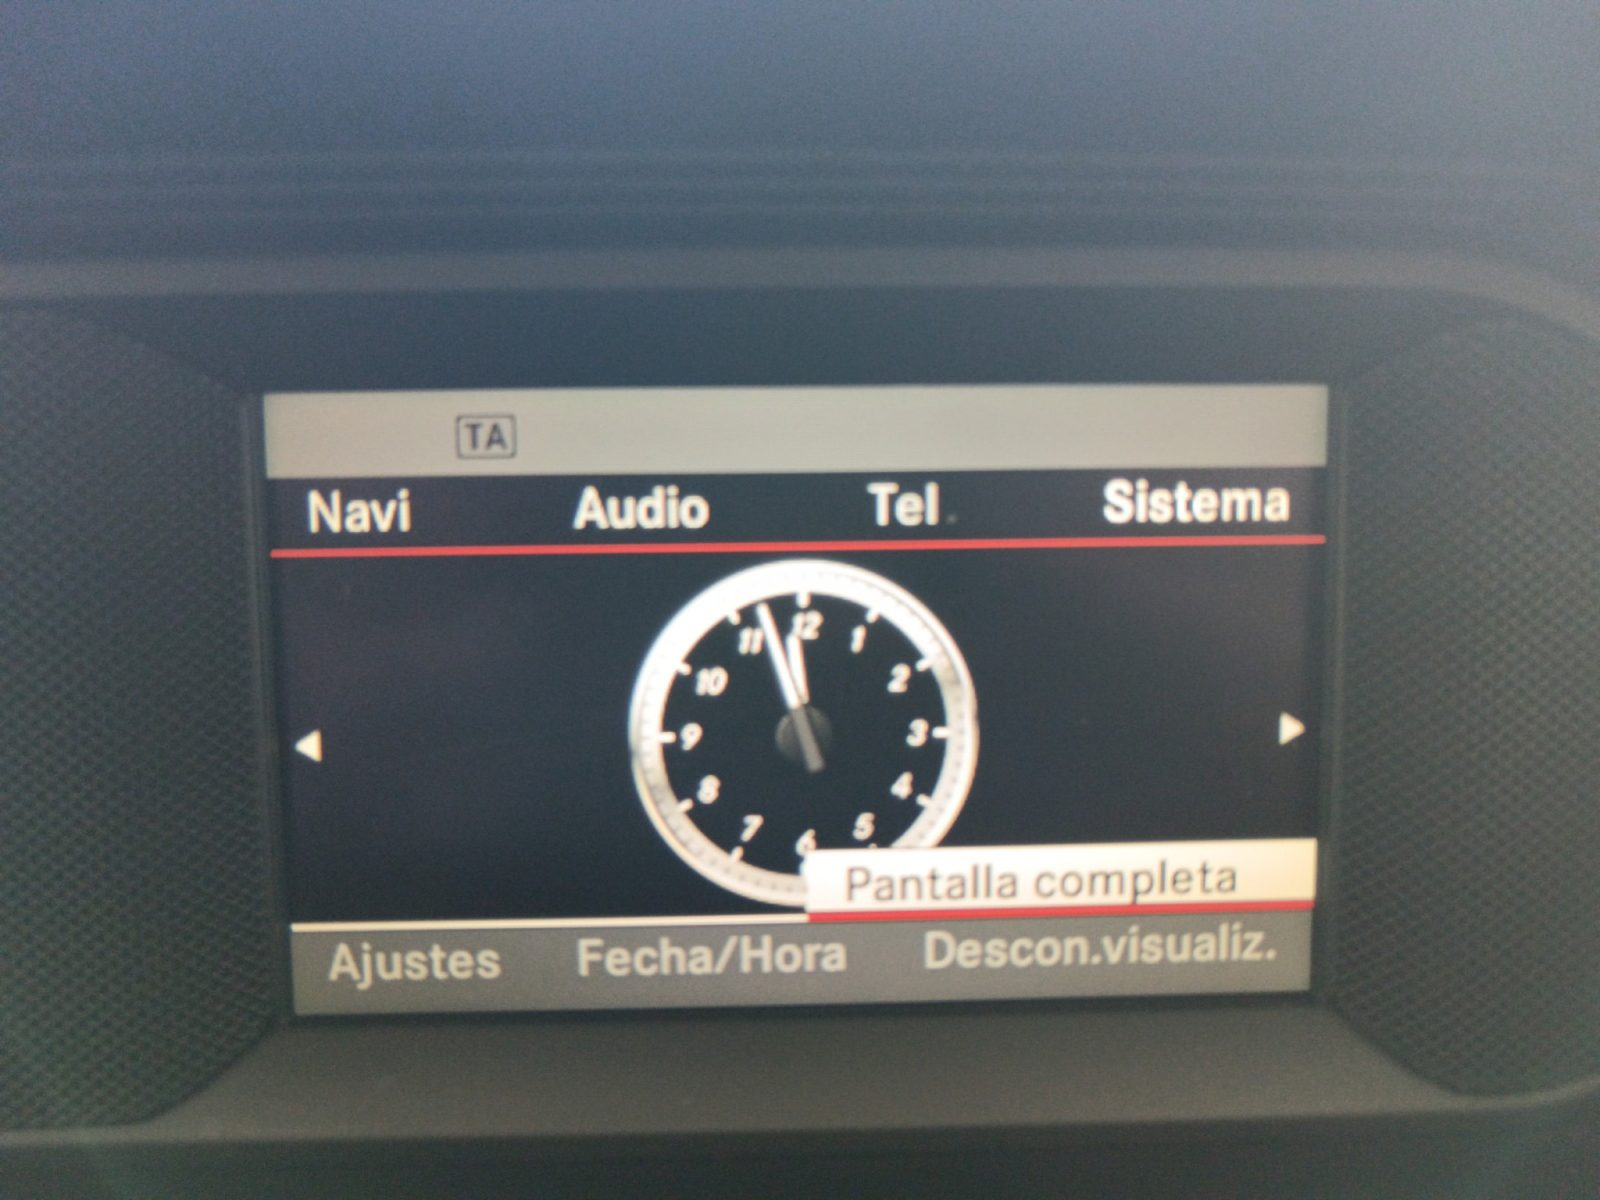 TA
Navi Audio Tel Sistema
12
11 1
10 2
9 3
8 4
7 5
6
Pantalla completa
Ajustes Fecha/Hora Descon.visualiz.